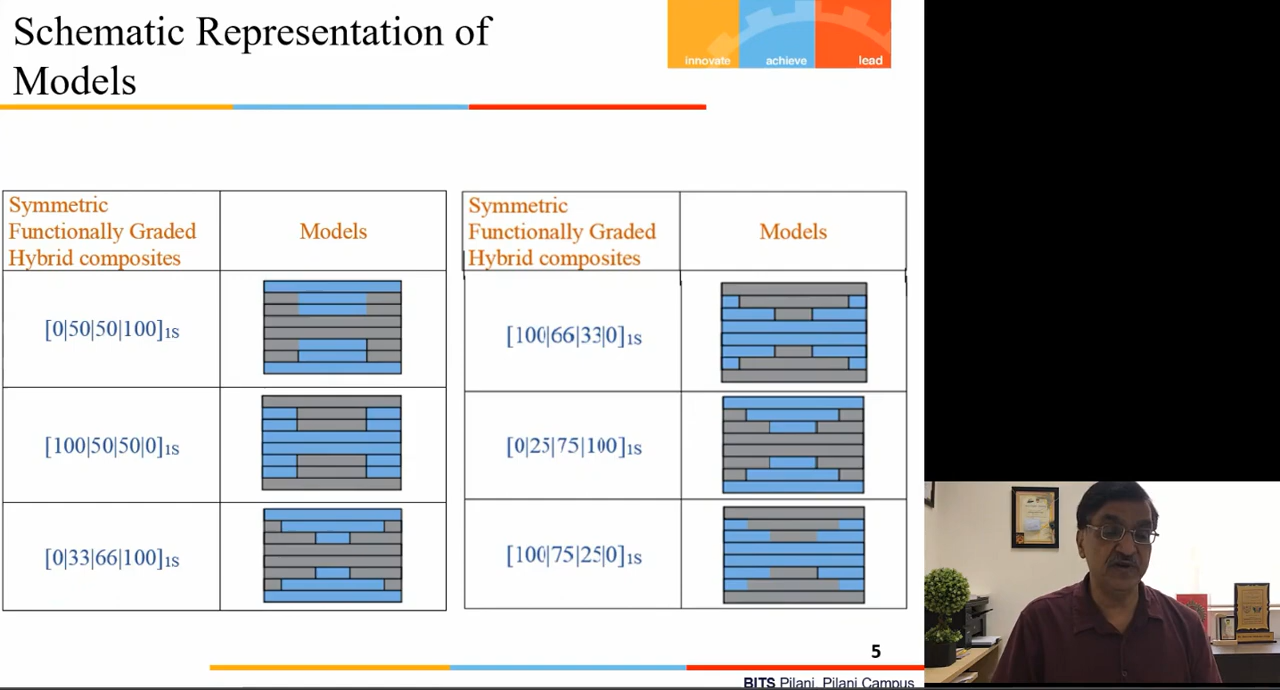 Schematic Representation of
Models
innovate
achieve
lead
Symmetric
Functionally Graded
Hybrid composites
Models
[0|50|50|100]1S
[100|50|50|0]1S
[0|33|66|100]1S
Symmetric
Functionally Graded
Hybrid composites
Models
[100|66|33|0]1S
[0|25|75|100]1S
[100|75|25|0]1S
5
BITS Pilani, Pilani Campus